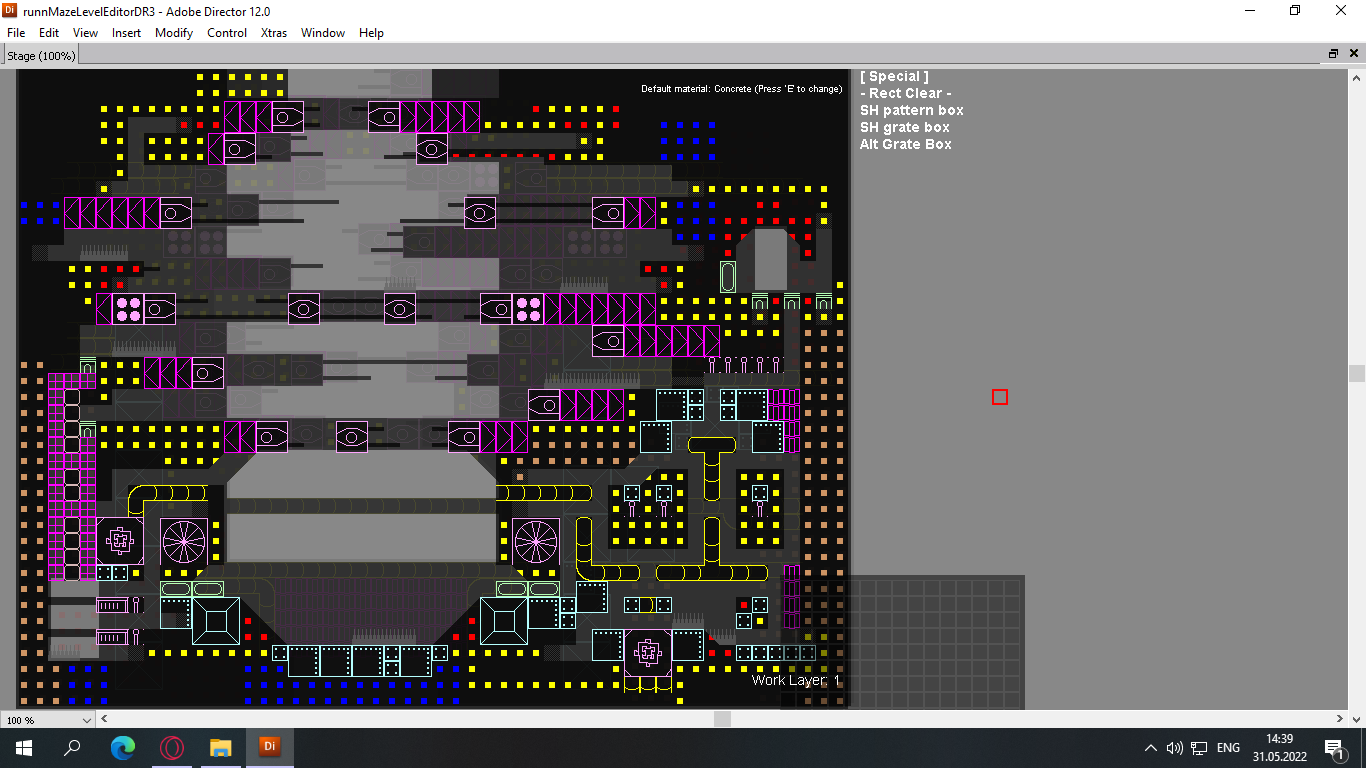 runnMazeLevelEditorDR3 - Adobe Director 12.0
File Edit View Insert Modify Control Xtras Window Help
Stage (100%)
Default material: Concrete (Press 'E' to change)
[ Special ]
- Rect Clear -
SH pattern box
SH grate box
Alt Grate Box
Work Layer: 1
100 %
Di
ENG
14:39
31.05.2022
1